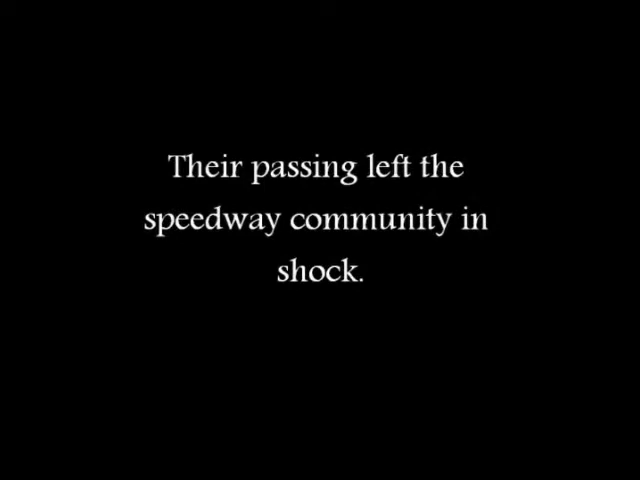 Their passing left the
speedway community in
shock.